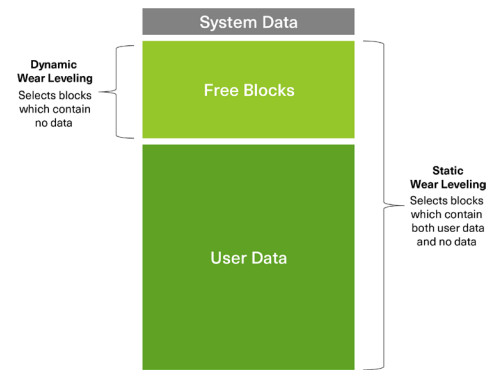 System Data
Dynamic
Wear Leveling
Selects blocks
which contain
no data
Free Blocks
Static
Wear Leveling
Selects blocks
which contain
both user data
and no data
User Data